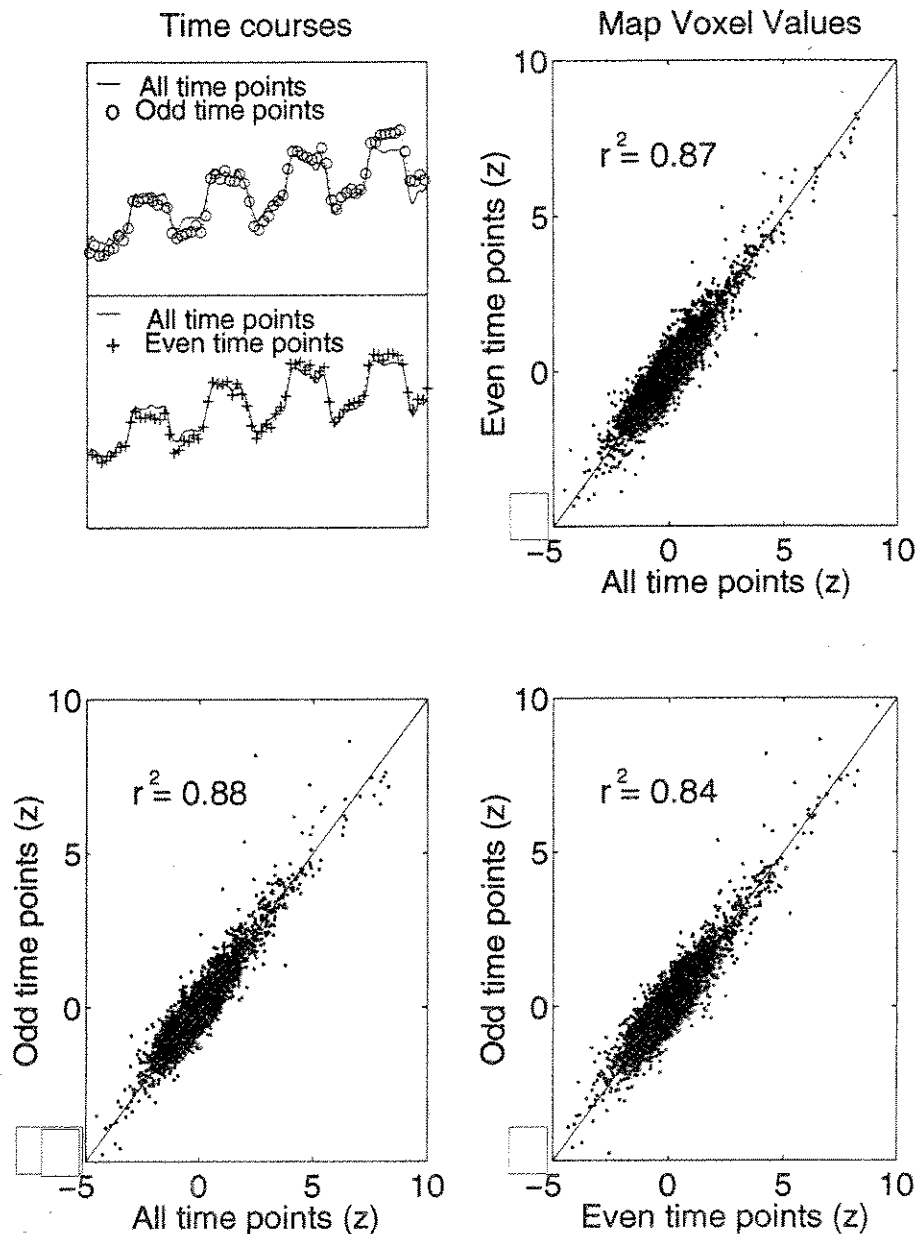 Time courses
Map Voxel Values
All time points
Odd time points
All time points
Even time points
10
5
0
−5
0
5
10
r² = 0.87
Even time points (z)
All time points (z)
10
5
0
−5
0
5
10
r² = 0.88
Odd time points (z)
All time points (z)
10
5
0
−5
0
5
10
r² = 0.84
Odd time points (z)
Even time points (z)